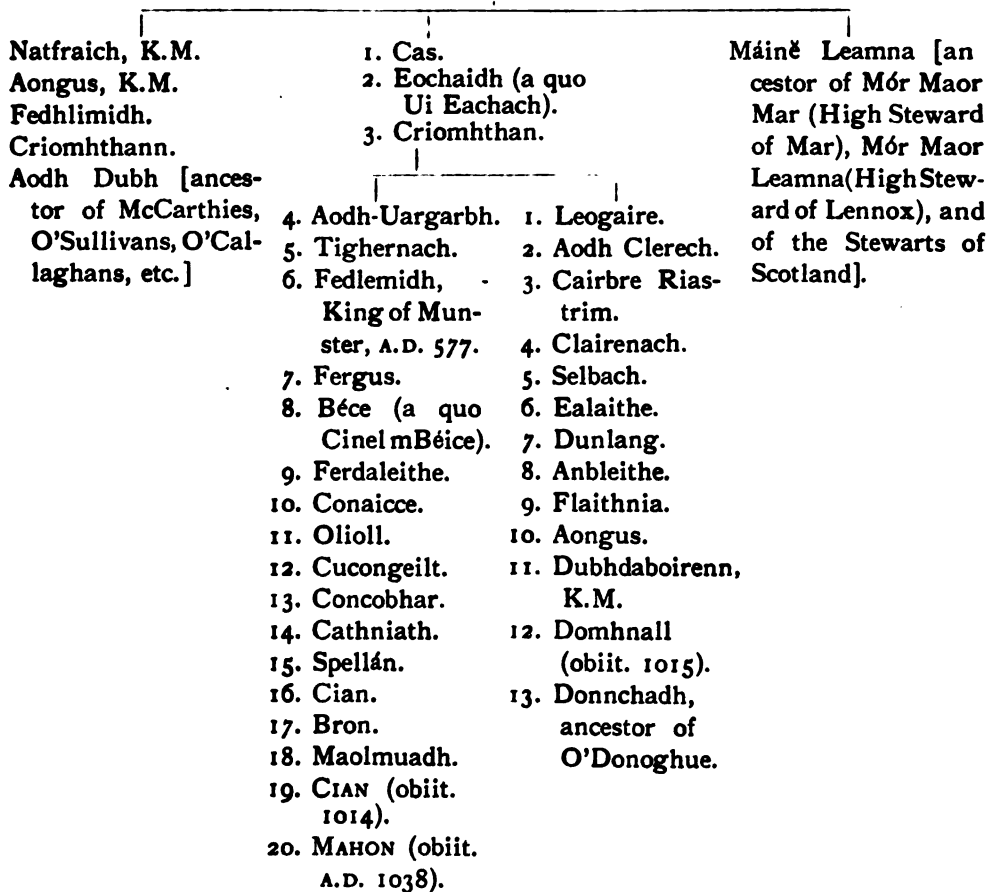 Natfraich, K.M.
Aongus, K.M.
Fedhlimidh.
Criomhthann.
Aodh Dubh [ances-
tor of McCarthies,
O'Sullivans, O'Cal-
laghans, etc.]
1. Cas.
2. Eochaidh (a quo
Ui Eachach).
3. Criomhthan.
4. Aodh-Uargarbh.
5. Tighernach.
6. Fedlemidh,
King of Mun-
ster, A.D. 577.
7. Fergus.
8. Béce (a quo
Cinel mBéice).
9. Ferdaleithe.
10. Conaicce.
11. Olioll.
12. Cucongeilt.
13. Concobhar.
14. Cathniath.
15. Spellán.
16. Cian.
17. Bron.
18. Maolmuadh.
19. CIAN (obiit.
1014).
20. MAHON (obiit.
A.D. 1038).
1. Leogaire.
2. Aodh Clerech.
3. Cairbre Rias-
trim.
4. Clairenach.
5. Selbach.
6. Ealaithe.
7. Dunlang.
8. Anbleithe.
9. Flaithnia.
10. Aongus.
11. Dubhdaboirenn,
K.M.
12. Domhnall
(obiit. 1015).
13. Donnchadh,
ancestor of
O'Donoghue.
Máinĕ Leamna [an
cestor of Mór Maor
Mar (High Steward
of Mar), Mór Maor
Leamna(High Stew-
ard of Lennox), and
of the Stewarts of
Scotland].